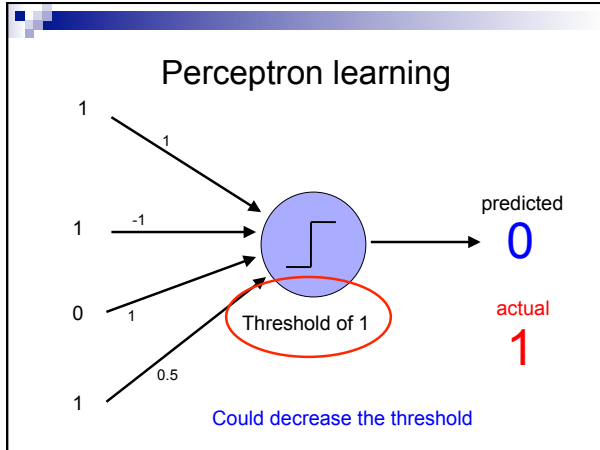 Perceptron learning
1
1
1
-1
predicted
0
0
1
Threshold of 1
actual
1
1
0.5
Could decrease the threshold